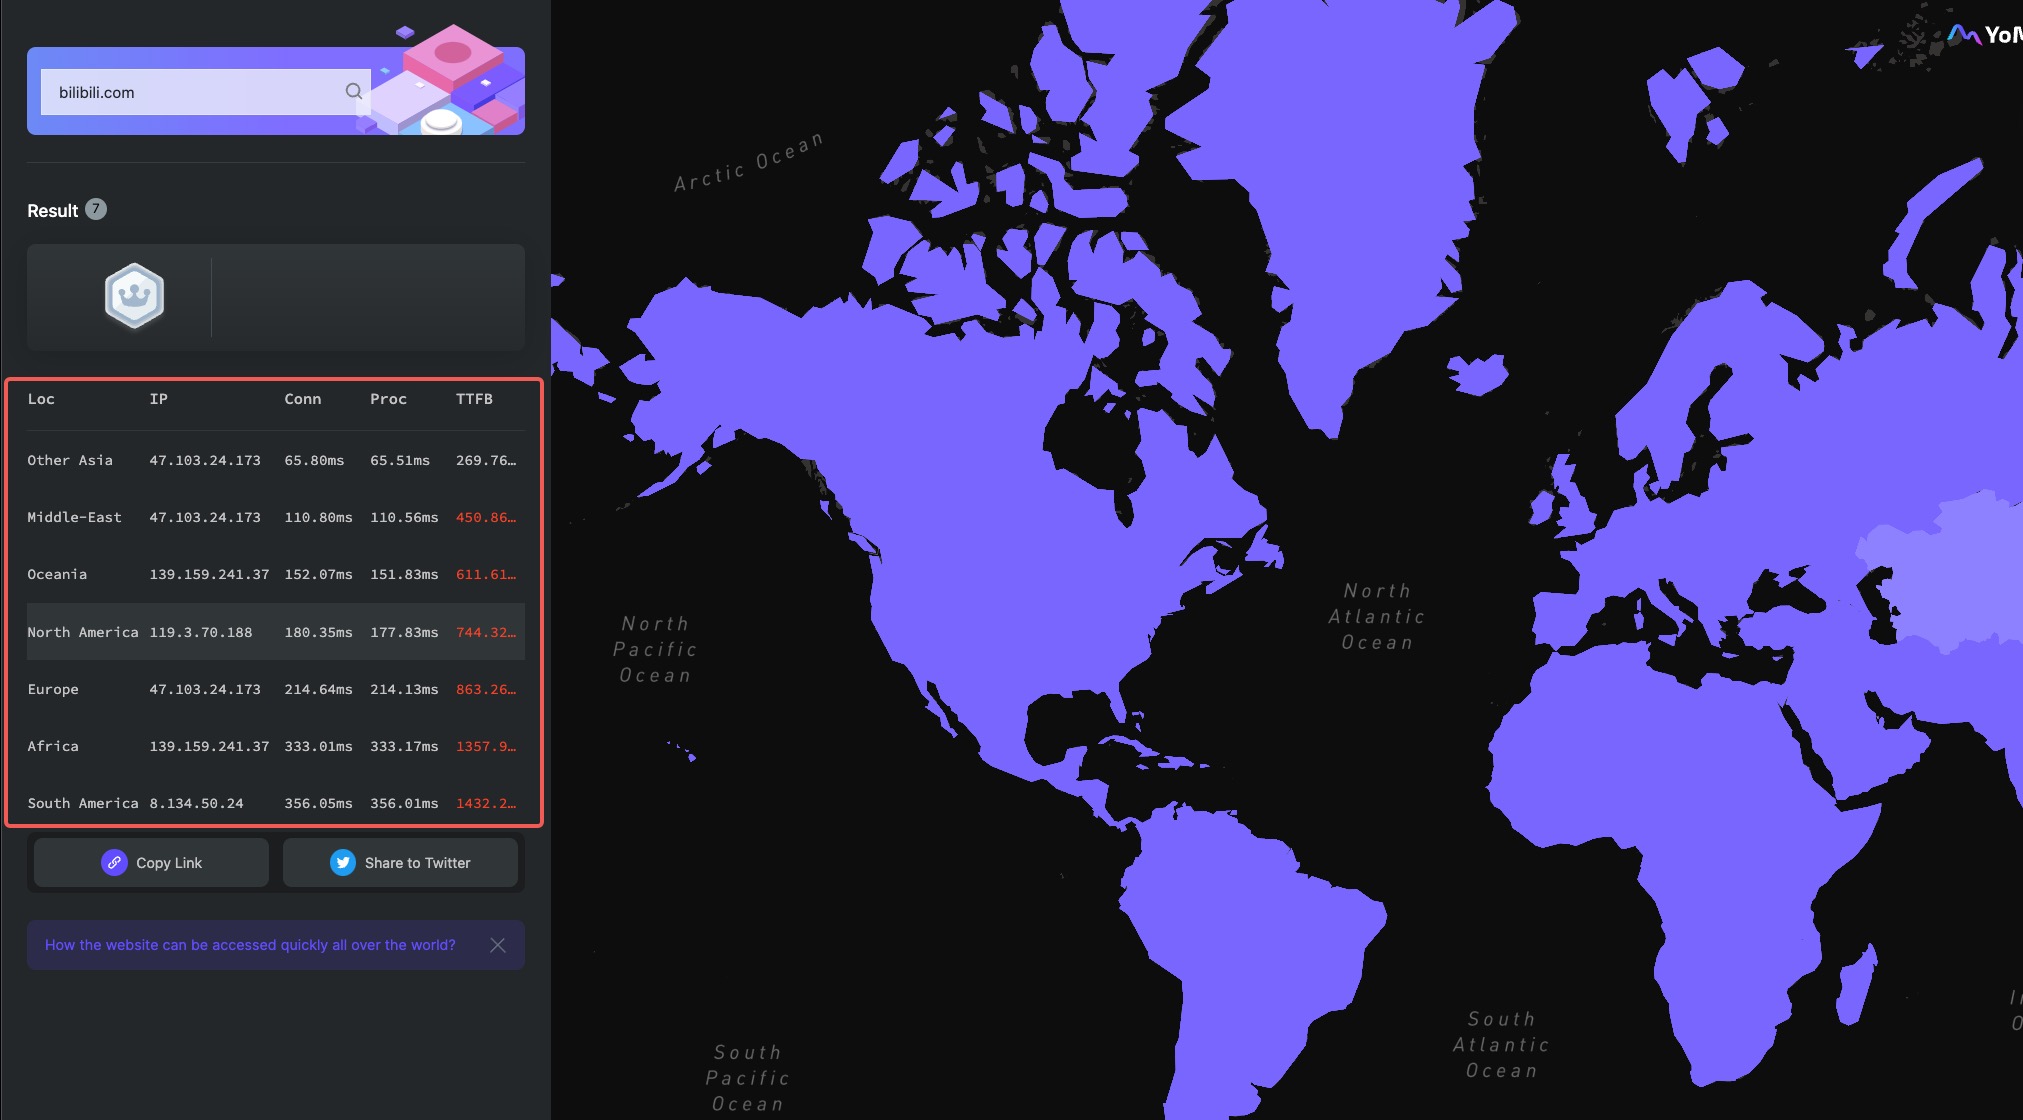 bilibili.com
Result 7
Loc IP Conn Proc TTFB
Other Asia 47.103.24.173 65.80ms 65.51ms 269.76…
Middle-East 47.103.24.173 110.80ms 110.56ms 450.86…
Oceania 139.159.241.37 152.07ms 151.83ms 611.61…
North America 119.3.70.188 180.35ms 177.83ms 744.32…
Europe 47.103.24.173 214.64ms 214.13ms 863.26…
Africa 139.159.241.37 333.01ms 333.17ms 1357.9…
South America 8.134.50.24 356.05ms 356.01ms 1432.2…
Copy Link
Share to Twitter
How the website can be accessed quickly all over the world?
Arctic Ocean
North
Pacific
Ocean
North
Atlantic
Ocean
South
Pacific
Ocean
South
Atlantic
Ocean